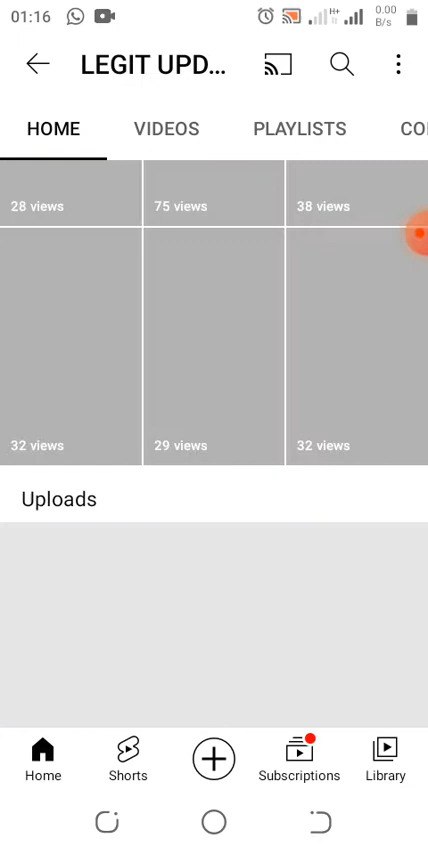 01:16 H+ 0.00 B/s
LEGIT UPD...
HOME VIDEOS PLAYLISTS CO
28 views 75 views 38 views
32 views 29 views 32 views
Uploads
Home Shorts Subscriptions Library